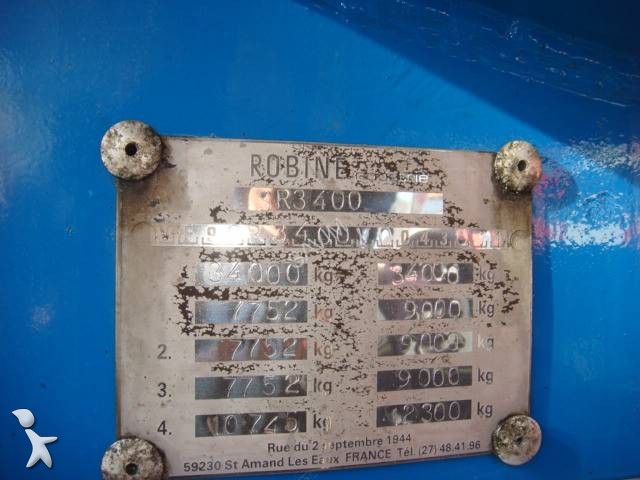 ROBINE
R3400
34000 kg 34000 kg
7752 kg 9000 kg
2. 7752 kg 9000 kg
3. 7752 kg 9000 kg
4. 10745 kg 12300 kg
Rue du 2 septembre 1944
59230 St Amand Les Eaux FRANCE Tél. (27) 48.41.96